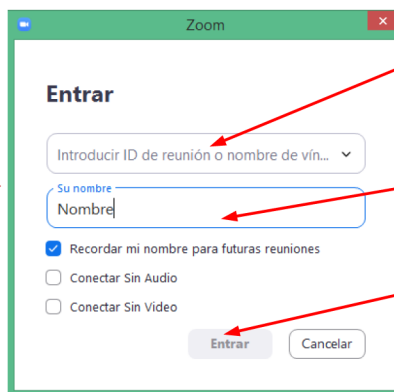 Zoom
Entrar
Introducir ID de reunión o nombre de vín...
Su nombre
Nombre
Recordar mi nombre para futuras reuniones
Conectar Sin Audio
Conectar Sin Video
Entrar Cancelar